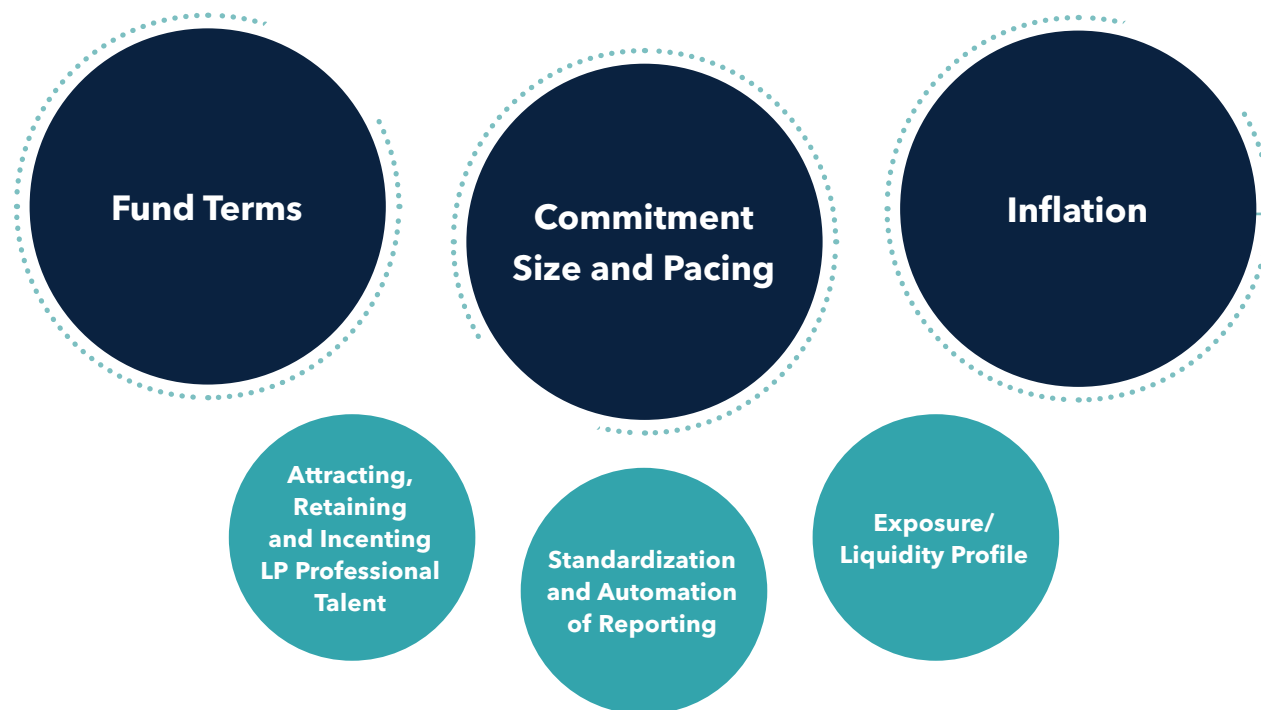 Fund Terms
Commitment
Size and Pacing
Inflation
Attracting,
Retaining
and Incenting
LP Professional
Talent
Standardization
and Automation
of Reporting
Exposure/
Liquidity Profile